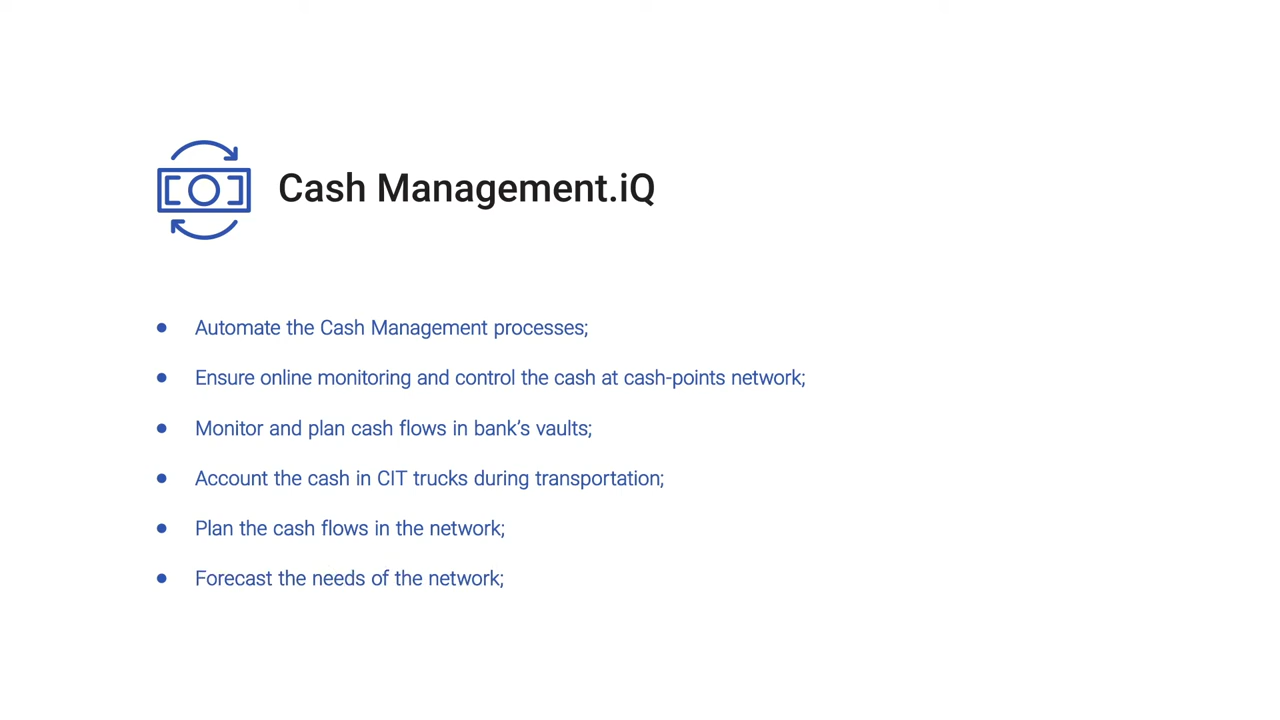 Cash Management.iQ
● Automate the Cash Management processes;
● Ensure online monitoring and control the cash at cash-points network;
● Monitor and plan cash flows in bank’s vaults;
● Account the cash in CIT trucks during transportation;
● Plan the cash flows in the network;
● Forecast the needs of the network;